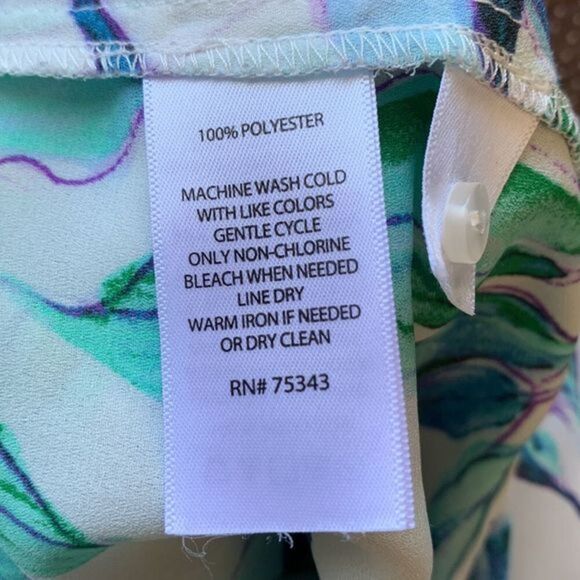 100% POLYESTER
MACHINE WASH COLD
WITH LIKE COLORS
GENTLE CYCLE
ONLY NON-CHLORINE
BLEACH WHEN NEEDED
LINE DRY
WARM IRON IF NEEDED
OR DRY CLEAN
RN# 75343